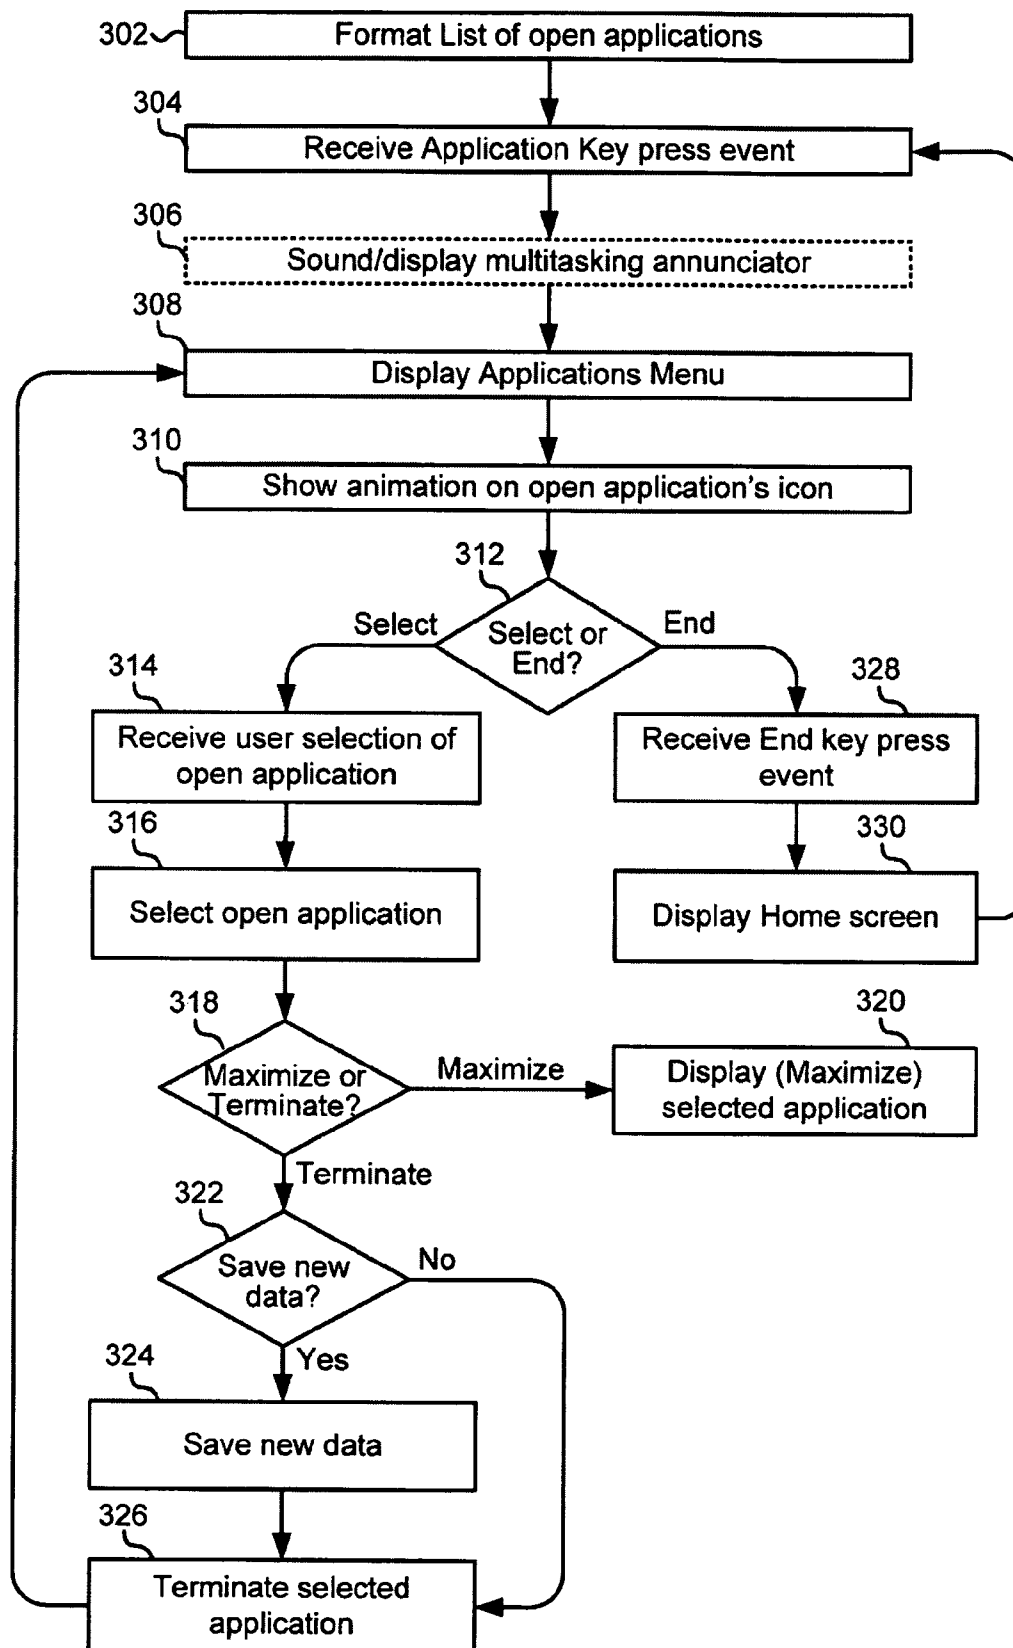 302
Format List of open applications
304
Receive Application Key press event
306
Sound/display multitasking annunciator
308
Display Applications Menu
310
Show animation on open application's icon
312
Select
Select or
End?
End
314
Receive user selection of
open application
328
Receive End key press
event
316
Select open application
330
Display Home screen
318
Maximize or
Terminate?
Maximize
320
Display (Maximize)
selected application
Terminate
322
Save new
data?
No
Yes
324
Save new data
326
Terminate selected
application